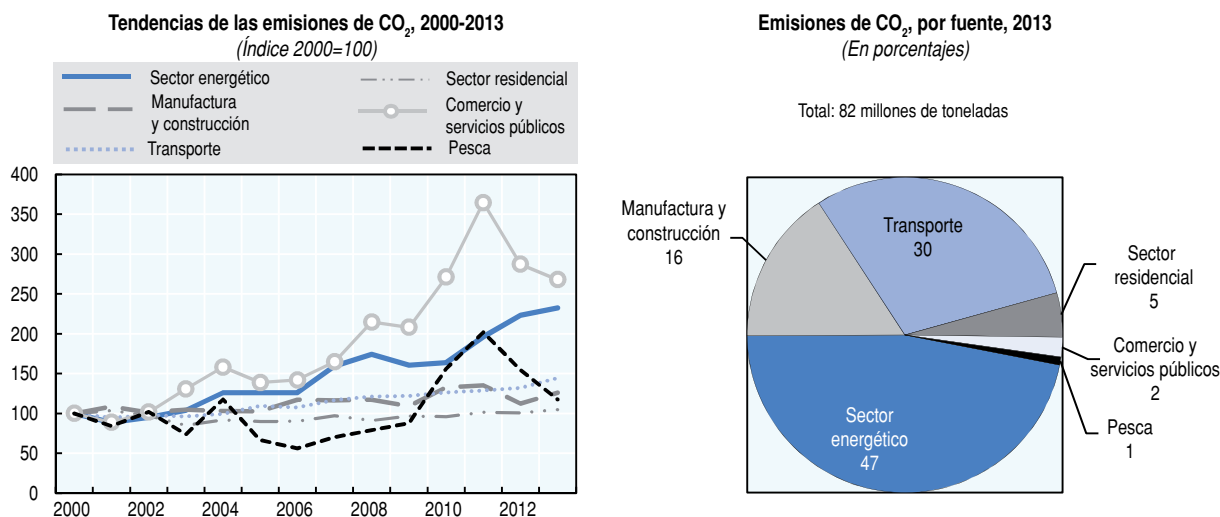 Tendencias de las emisiones de CO₂, 2000-2013
(Índice 2000=100)
Sector energético
Manufactura
y construcción
Transporte
Sector residencial
Comercio y
servicios públicos
Pesca
400
350
300
250
200
150
100
50
0
2000
2002
2004
2006
2008
2010
2012
Emisiones de CO₂, por fuente, 2013
(En porcentajes)
Total: 82 millones de toneladas
Manufactura y
construcción
16
Transporte
30
Sector
residencial
5
Comercio y
servicios públicos
2
Pesca
1
Sector
energético
47